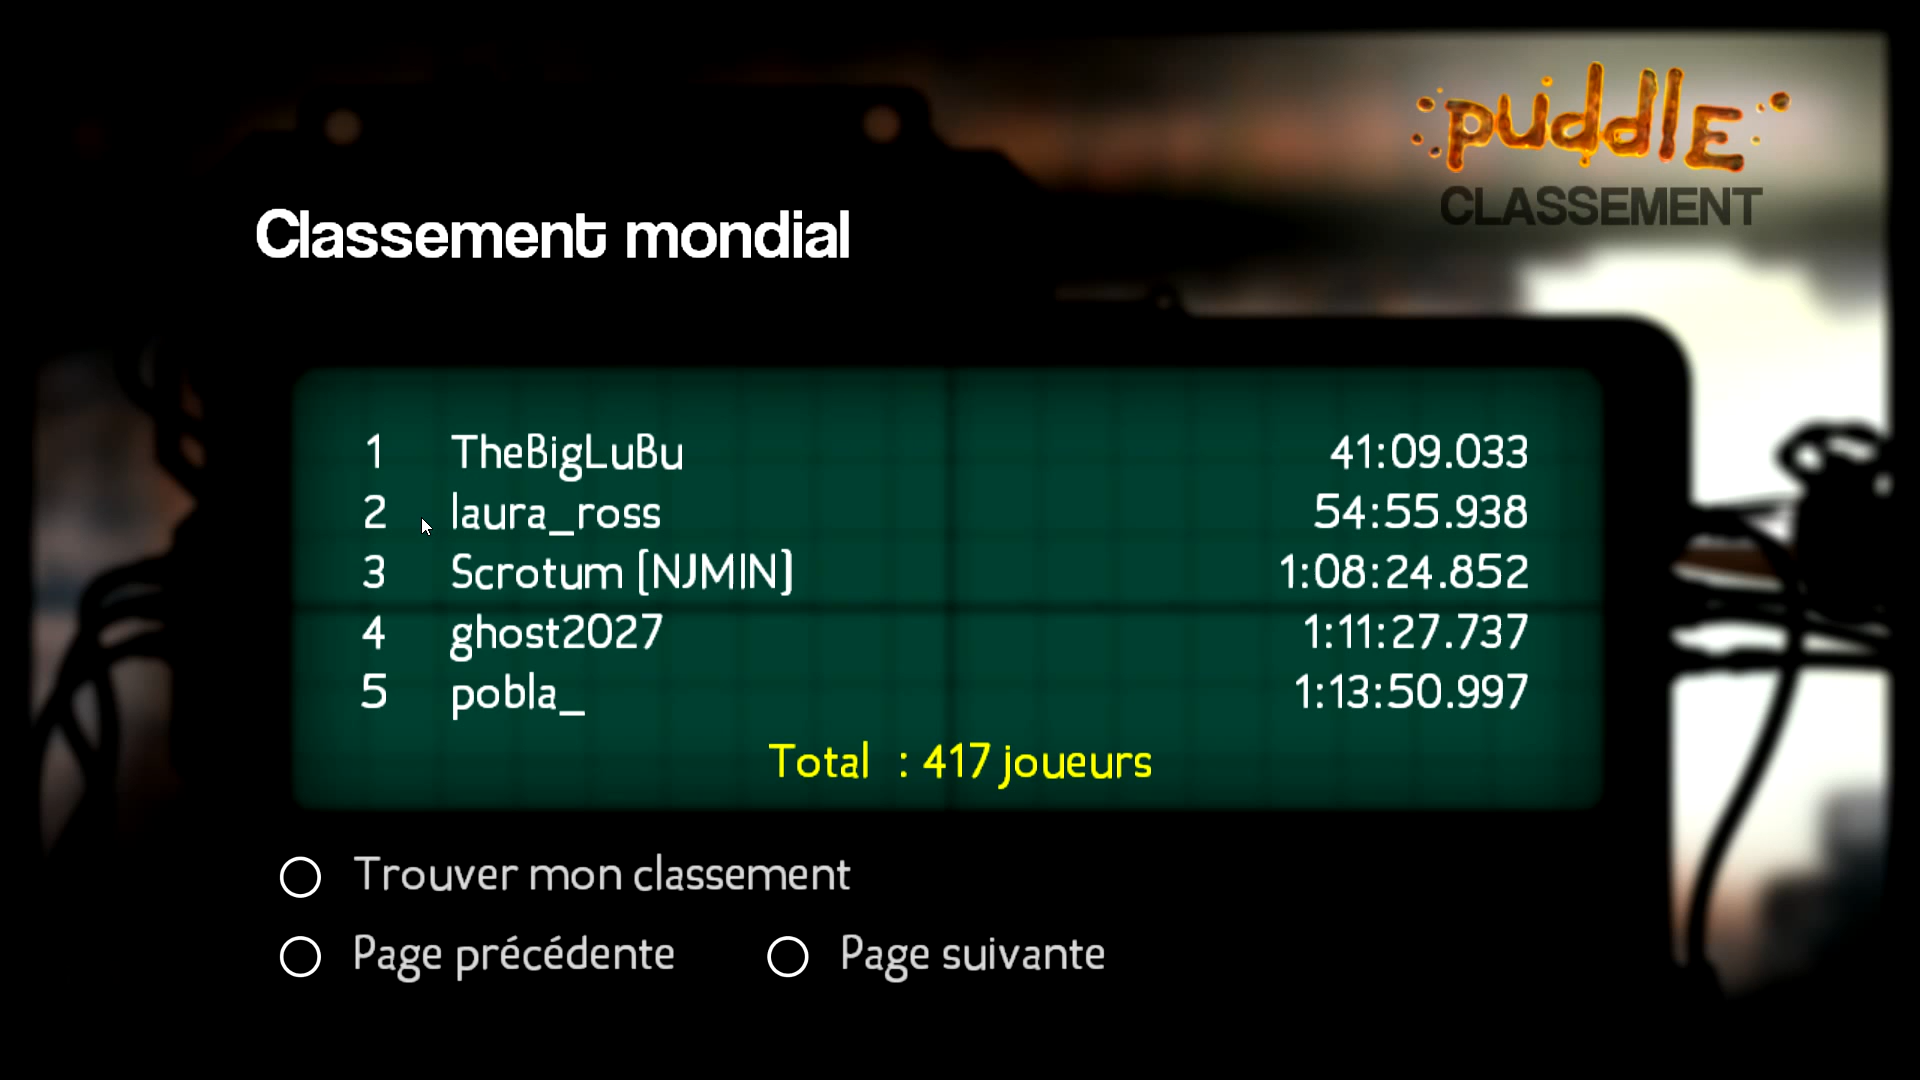 puddle
CLASSEMENT
Classement mondial
1 TheBigLuBu 41:09.033
2 laura_ross 54:55.938
3 Scrotum [NJMIN] 1:08:24.852
4 ghost2027 1:11:27.737
5 pobla_ 1:13:50.997
Total : 417 joueurs
Trouver mon classement
Page précédente Page suivante